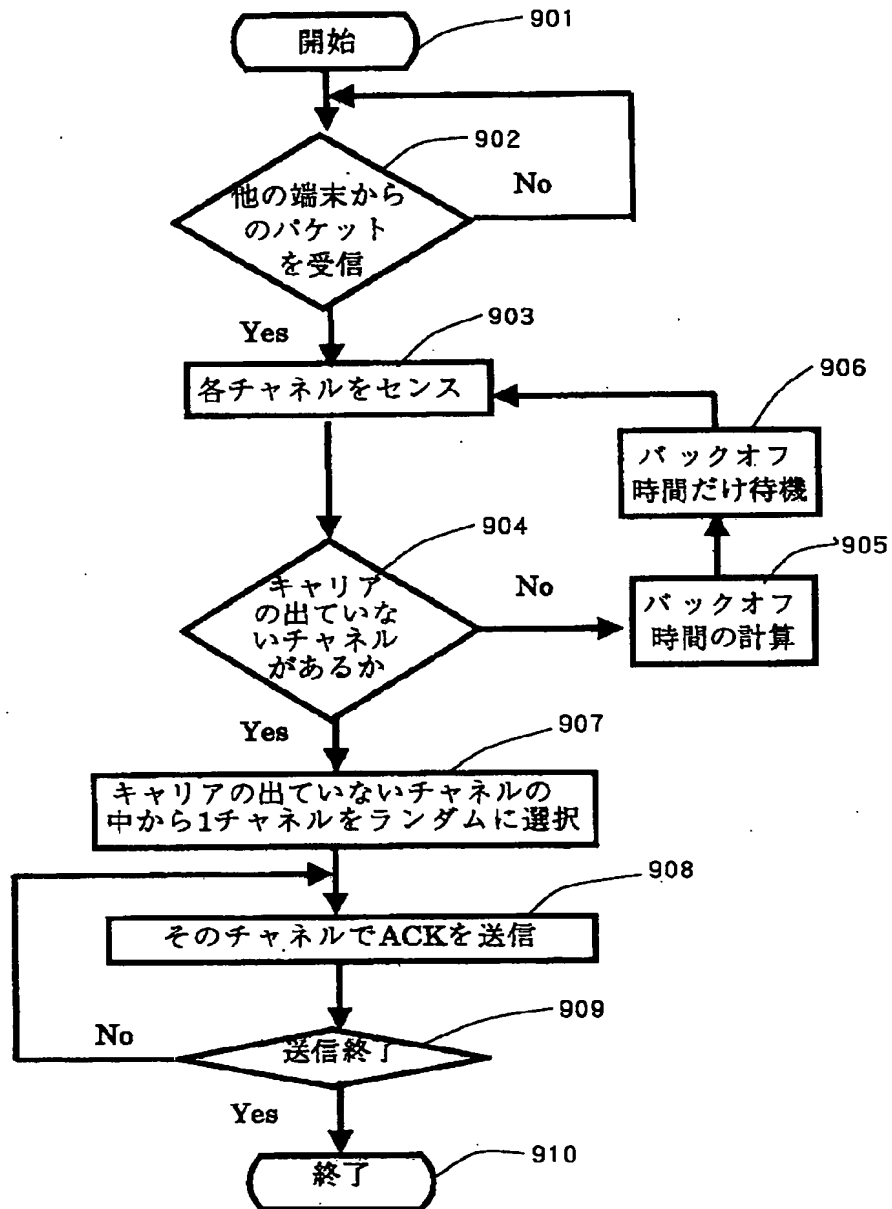 開始
901
902
他の端末から
のパケット
を受信
No
Yes
903
各チャネルをセンス
906
バックオフ
時間だけ待機
904
キャリア
の出ていな
いチャネル
があるか
No
905
バックオフ
時間の計算
Yes
907
キャリアの出ていないチャネルの
中から1チャネルをランダムに選択
908
そのチャネルでACKを送信
909
送信終了
No
Yes
終了
910